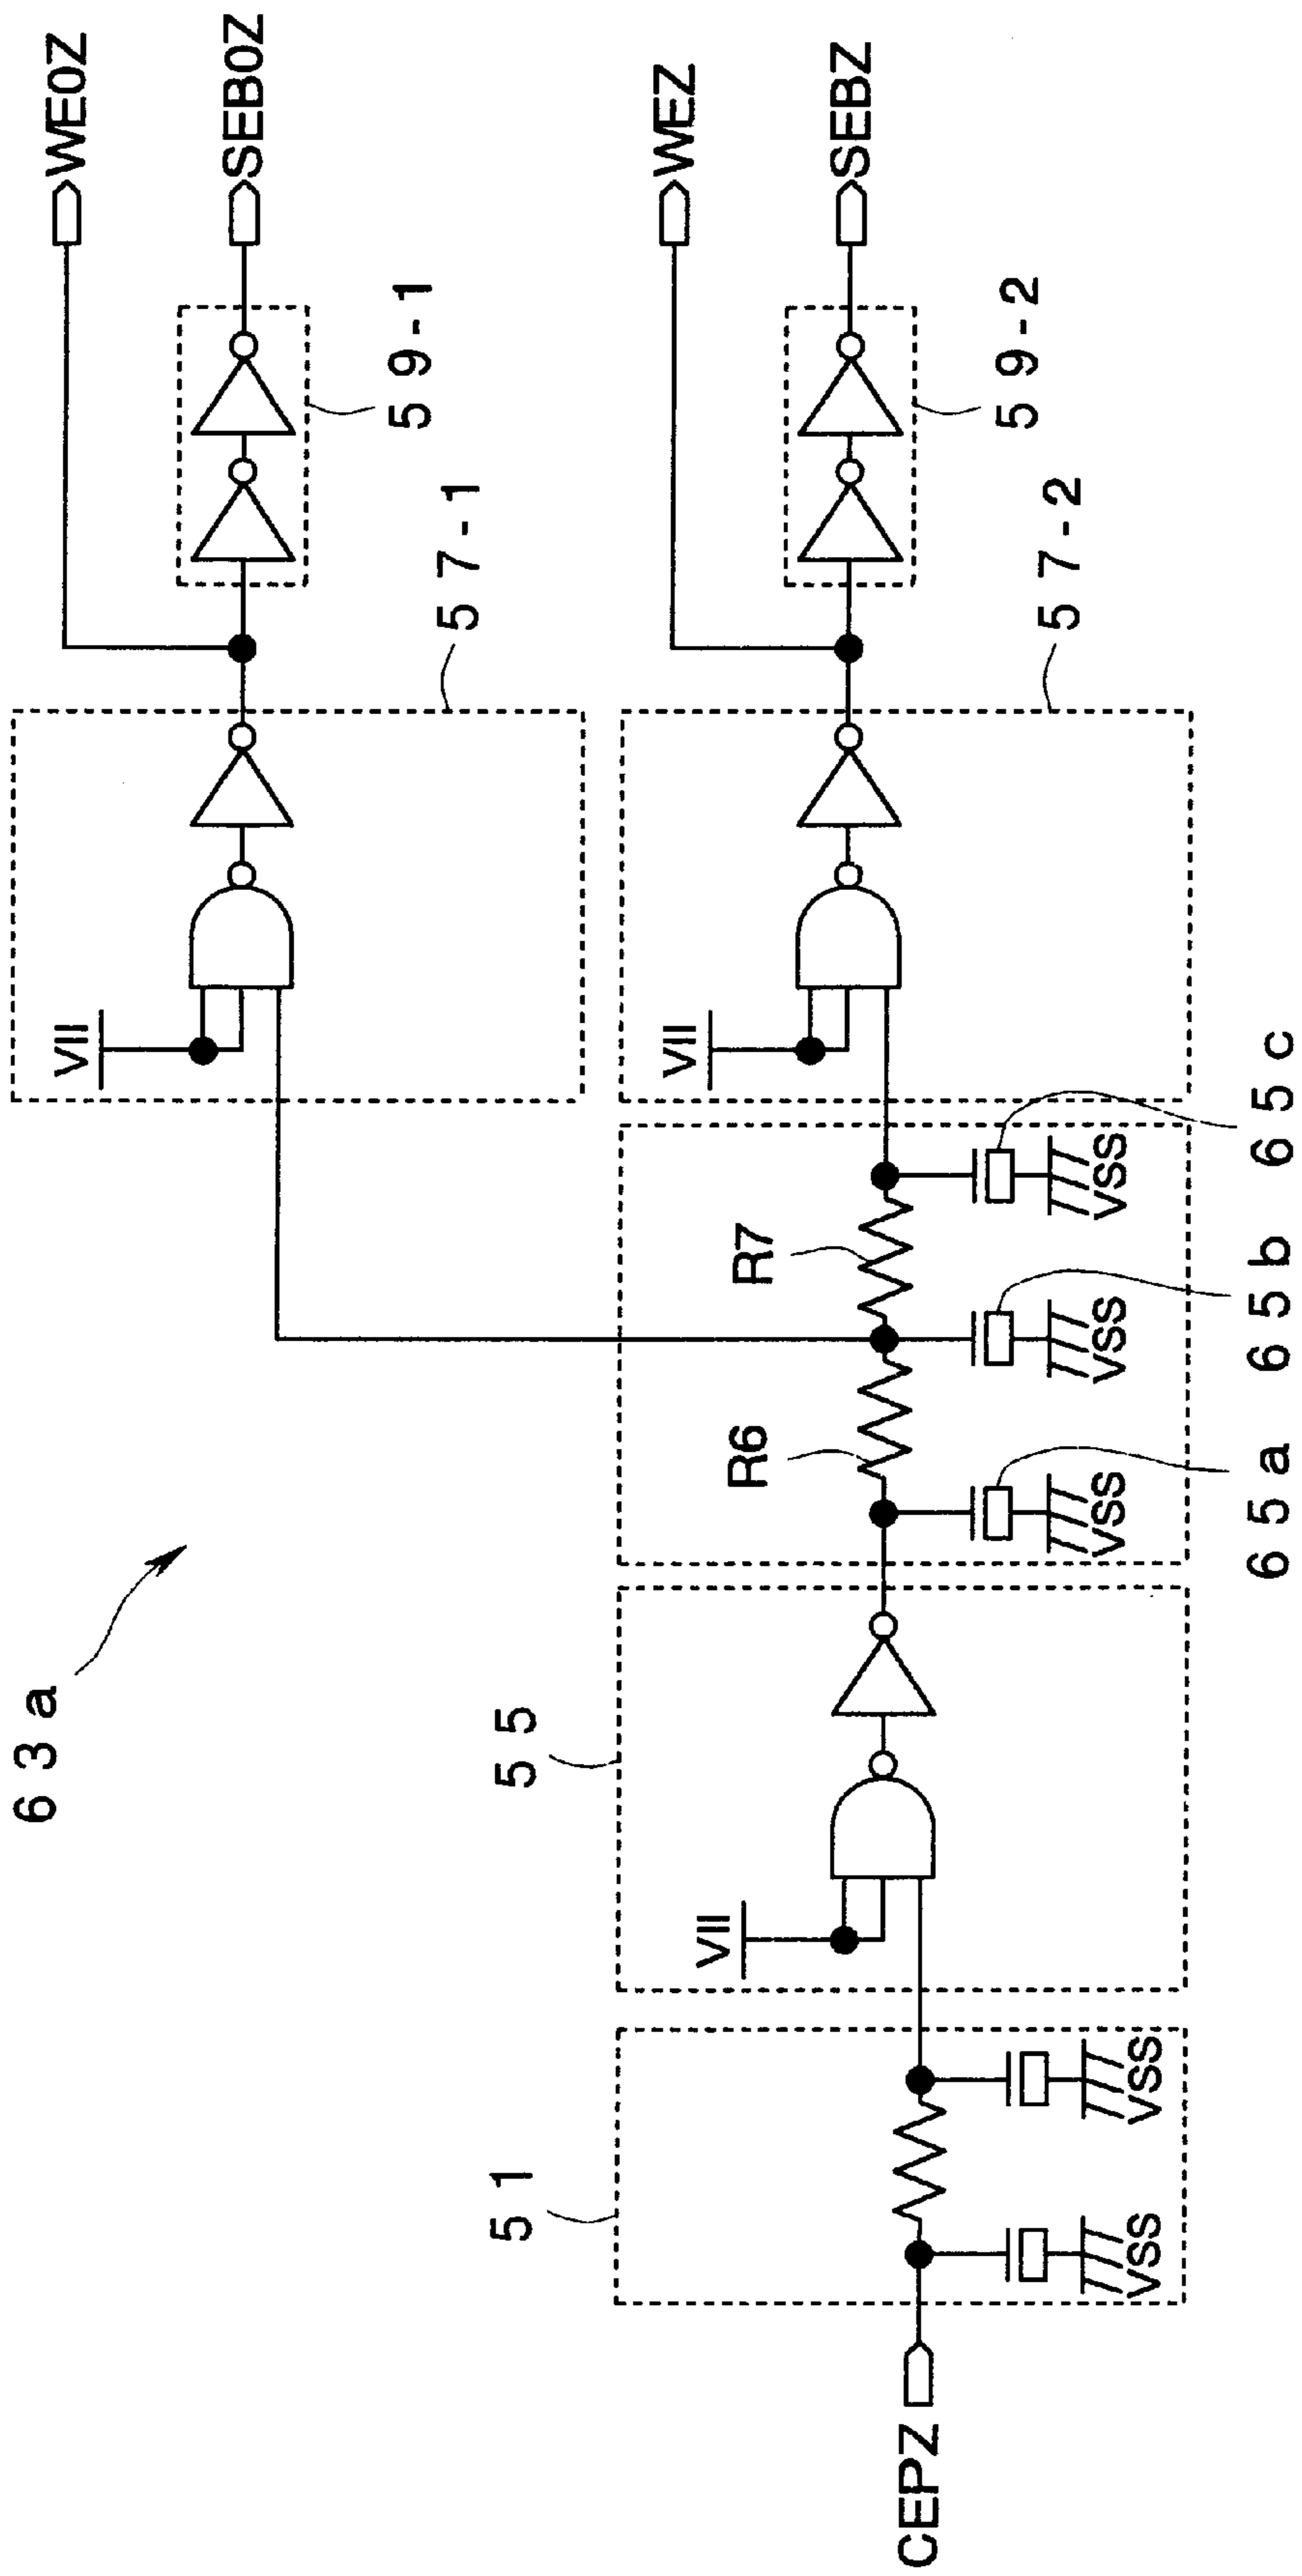 63a
WE0Z
SEB0Z
59-1
57-1
VII
WEZ
SEBZ
59-2
57-2
VII
R6
R7
VSS
VSS
VSS
65a
65b
65c
55
VII
51
VSS
VSS
CEPZ